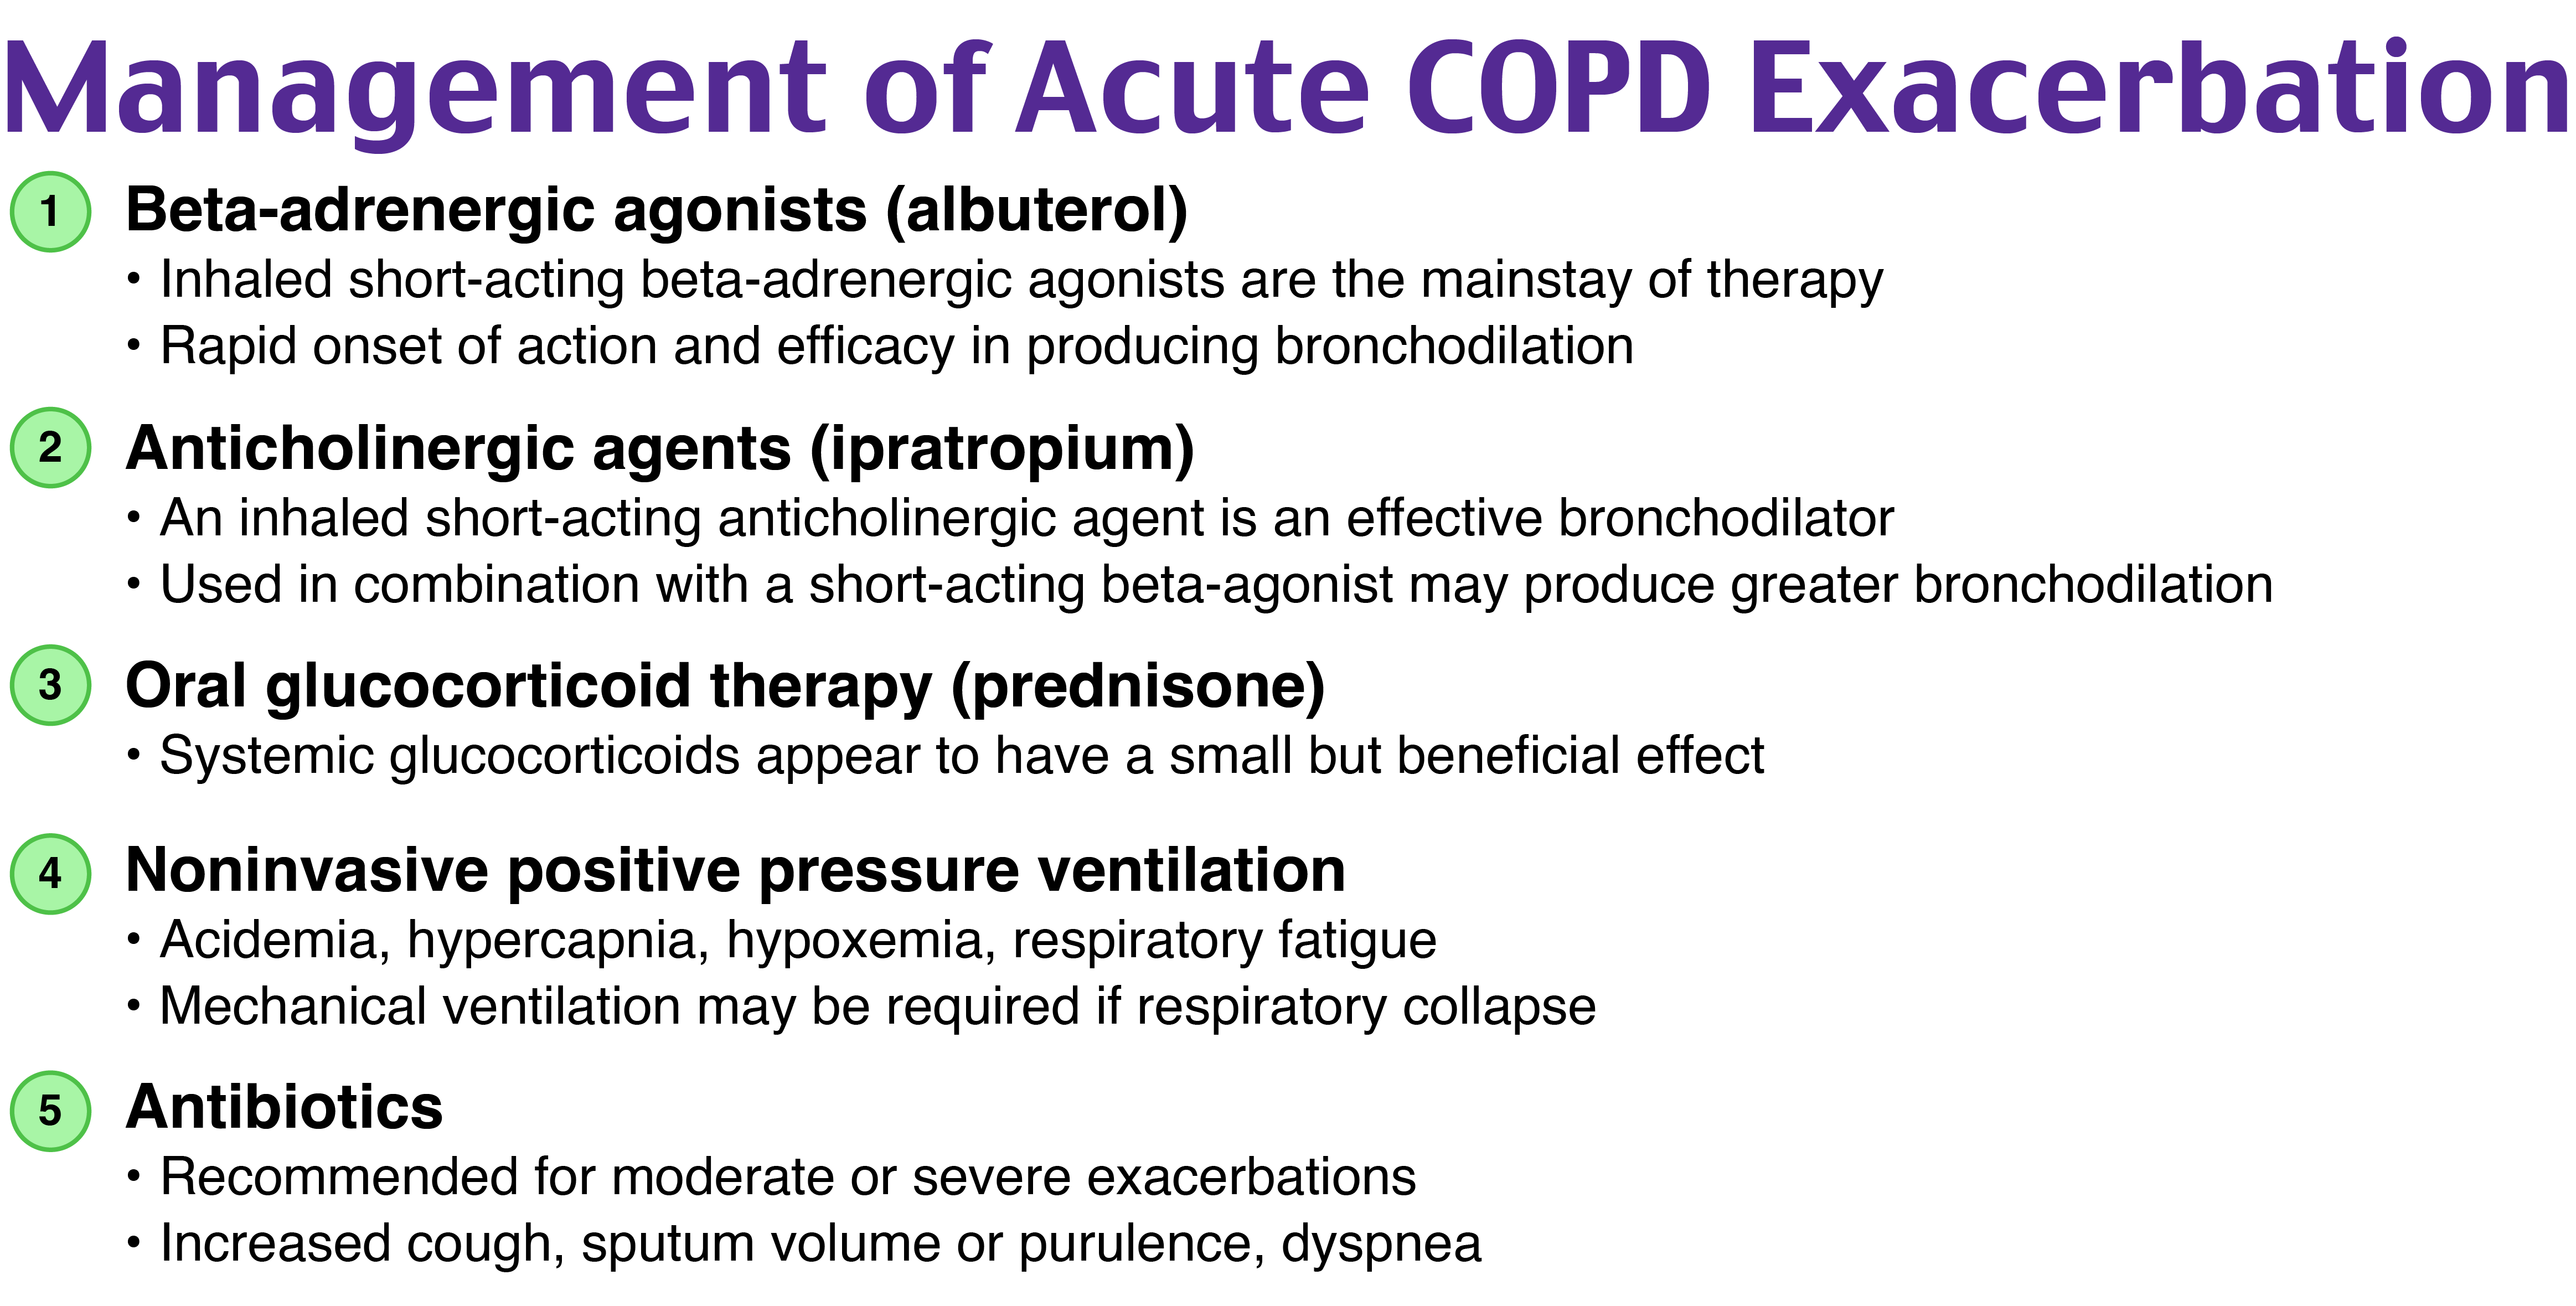 Management of Acute COPD Exacerbation
1 Beta-adrenergic agonists (albuterol)
• Inhaled short-acting beta-adrenergic agonists are the mainstay of therapy
• Rapid onset of action and efficacy in producing bronchodilation
2 Anticholinergic agents (ipratropium)
• An inhaled short-acting anticholinergic agent is an effective bronchodilator
• Used in combination with a short-acting beta-agonist may produce greater bronchodilation
3 Oral glucocorticoid therapy (prednisone)
• Systemic glucocorticoids appear to have a small but beneficial effect
4 Noninvasive positive pressure ventilation
• Acidemia, hypercapnia, hypoxemia, respiratory fatigue
• Mechanical ventilation may be required if respiratory collapse
5 Antibiotics
• Recommended for moderate or severe exacerbations
• Increased cough, sputum volume or purulence, dyspnea